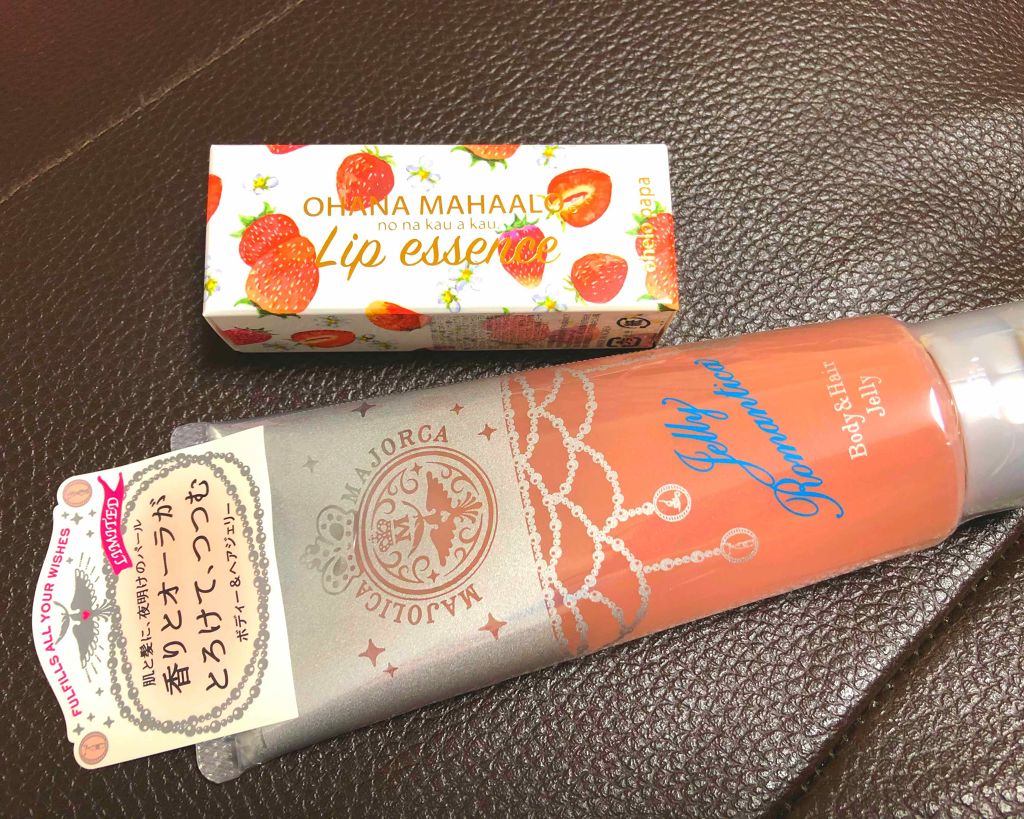 OHANA MAHAALO
no na kau a kau.
Lip essence
ohelo papa
Jelly
Romantica
Body&Hair
Jelly
MAJOLICA MAJORCA
M
FULFILLS ALL YOUR WISHES
LIMITED
肌と髪に、夜明けのパール
香りとオーラが
とろけて、つつむ
ボディー&ヘアジェリー